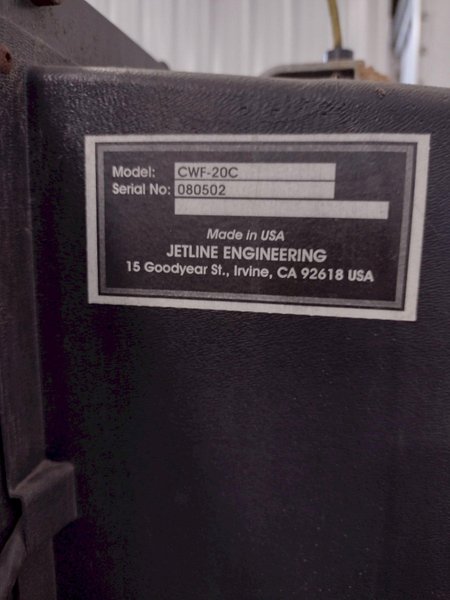 Model: CWF-20C
Serial No: 080502
Made in USA
JETLINE ENGINEERING
15 Goodyear St., Irvine, CA 92618 USA